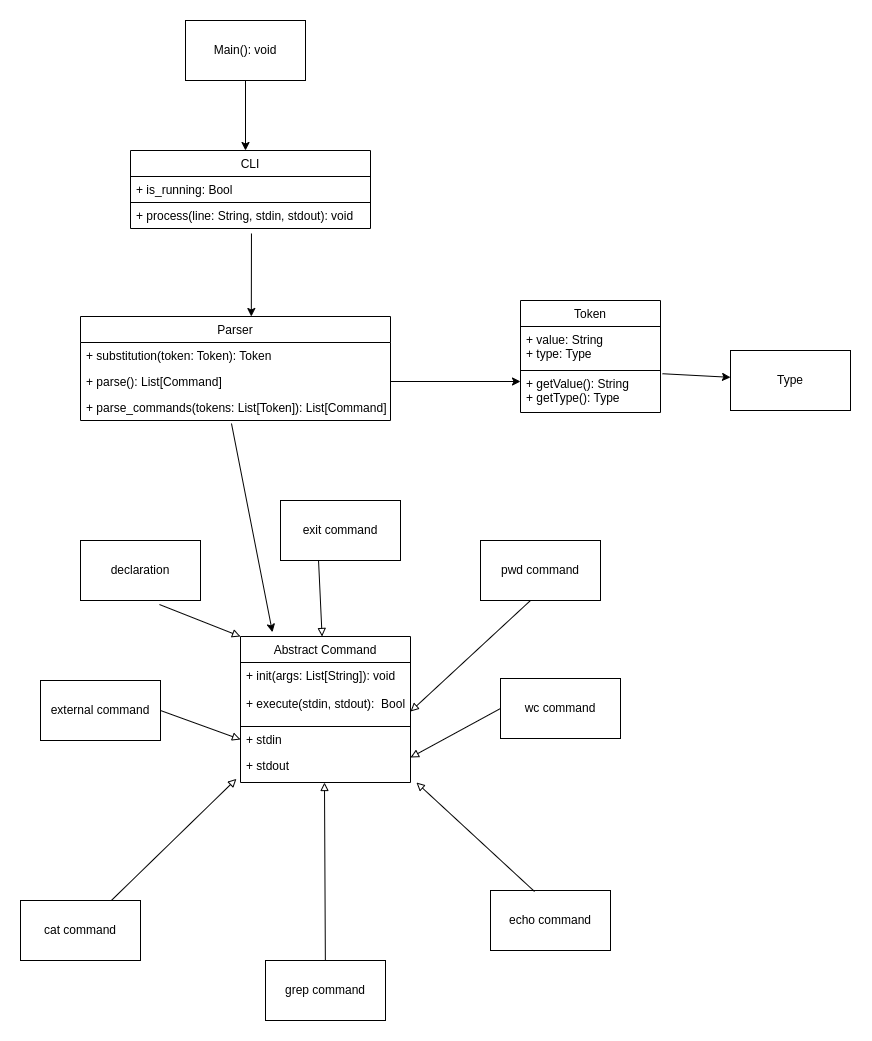 Main(): void
CLI
+ is_running: Bool
+ process(line: String, stdin, stdout): void
Parser
+ substitution(token: Token): Token
+ parse(): List[Command]
+ parse_commands(tokens: List[Token]): List[Command]
Token
+ value: String
+ type: Type
+ getValue(): String
+ getType(): Type
Type
exit command
declaration
pwd command
Abstract Command
+ init(args: List[String]): void
+ execute(stdin, stdout):  Bool
+ stdin
+ stdout
external command
wc command
cat command
echo command
grep command